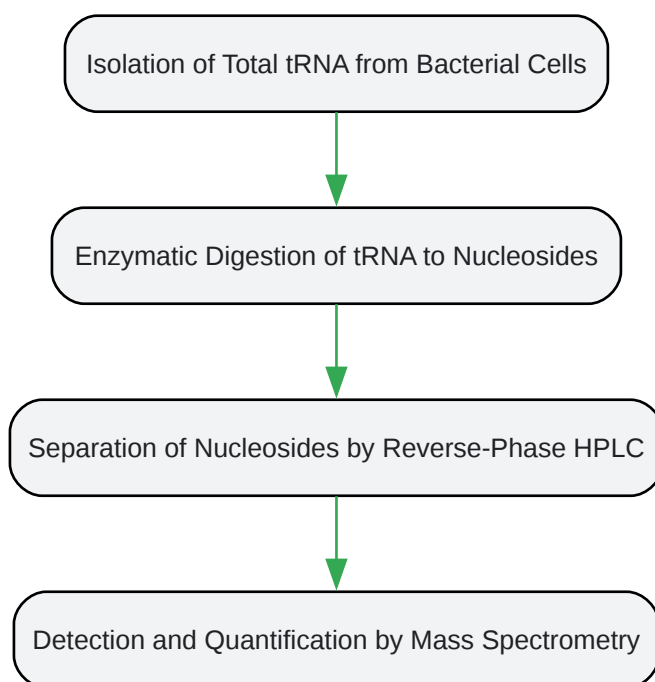 Isolation of Total tRNA from Bacterial Cells
Enzymatic Digestion of tRNA to Nucleosides
Separation of Nucleosides by Reverse-Phase HPLC
Detection and Quantification by Mass Spectrometry